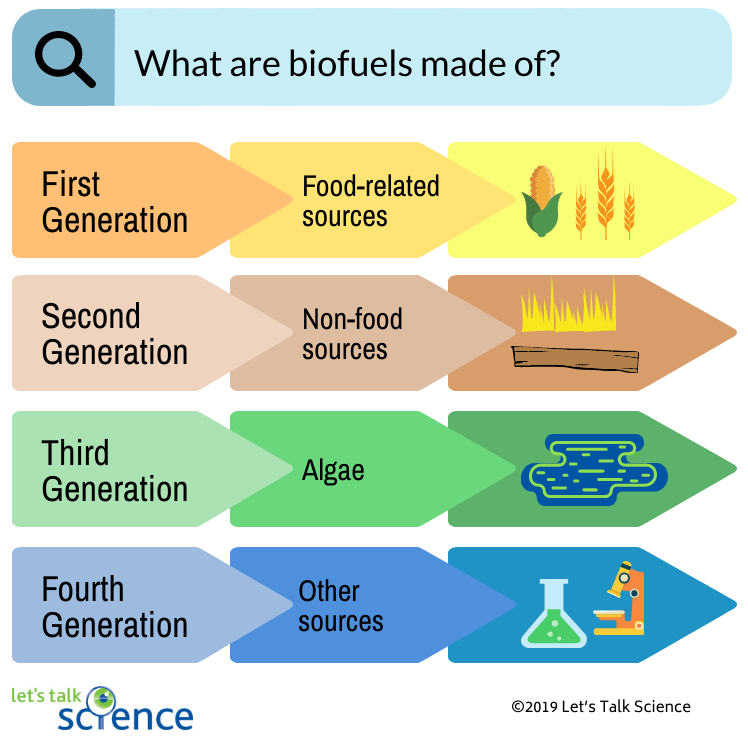 What are biofuels made of?
First
Generation
Food-related
sources
Second
Generation
Non-food
sources
Third
Generation
Algae
Fourth
Generation
Other
sources
let's talk
science
©2019 Let's Talk Science